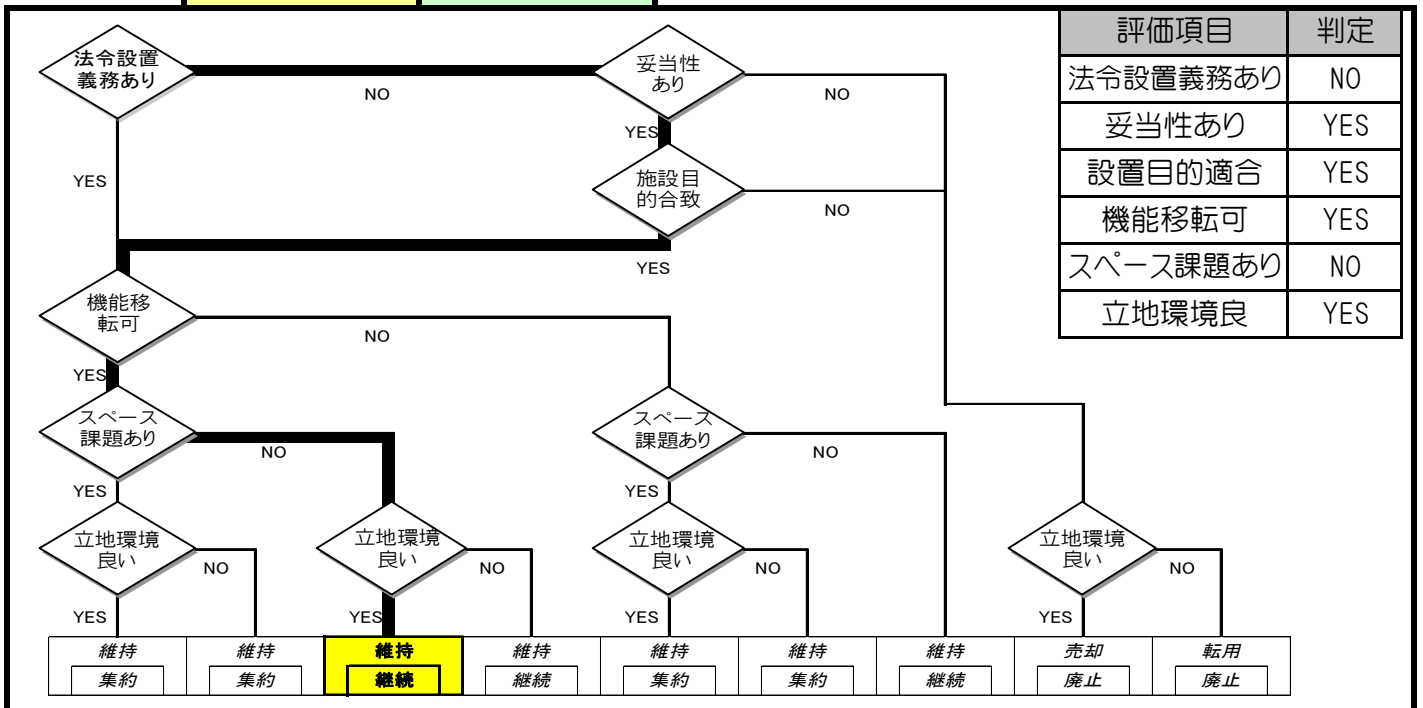 法令設置
義務あり
NO
妥当性
あり
NO
YES
YES
施設目
的合致
NO
YES
機能移
転可
NO
YES
スペース
課題あり
NO
YES
スペース
課題あり
NO
YES
立地環境
良い
NO
YES
立地環境
良い
NO
YES
立地環境
良い
NO
YES
立地環境
良い
NO
YES
維持 維持 維持 維持 維持 維持 維持 売却 転用
集約 集約 継続 継続 集約 集約 継続 廃止 廃止
評価項目 判定
法令設置義務あり NO
妥当性あり YES
設置目的適合 YES
機能移転可 YES
スペース課題あり NO
立地環境良 YES